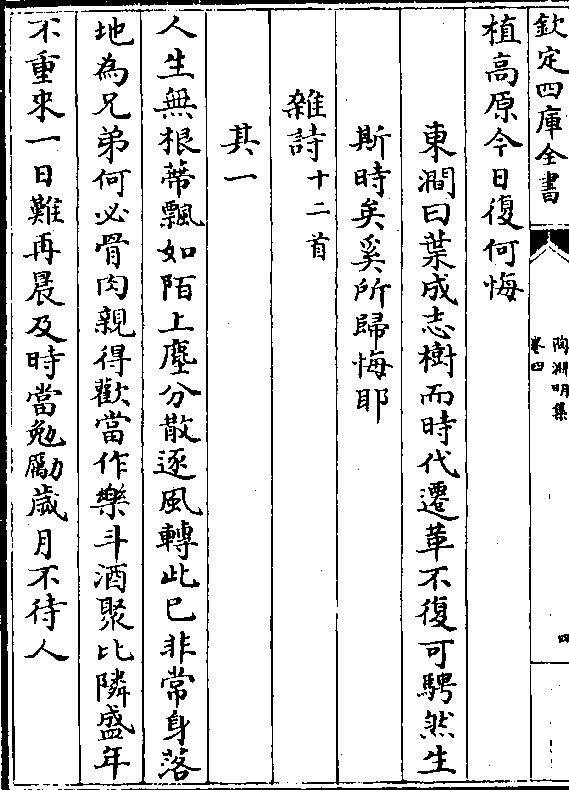 欽定四庫全書
陶淵明集
卷四
四
植高原今日復何悔
東澗曰葉成志樹而時代遷革不復可騁然生
斯時矣奚所歸悔耶
雜詩十二首
其一
人生無根蔕飄如陌上塵分散逐風轉此已非常身落
地為兄弟何必骨肉親得歡當作樂斗酒聚比隣盛年
不重來一日難再晨及時當勉勵歲月不待人